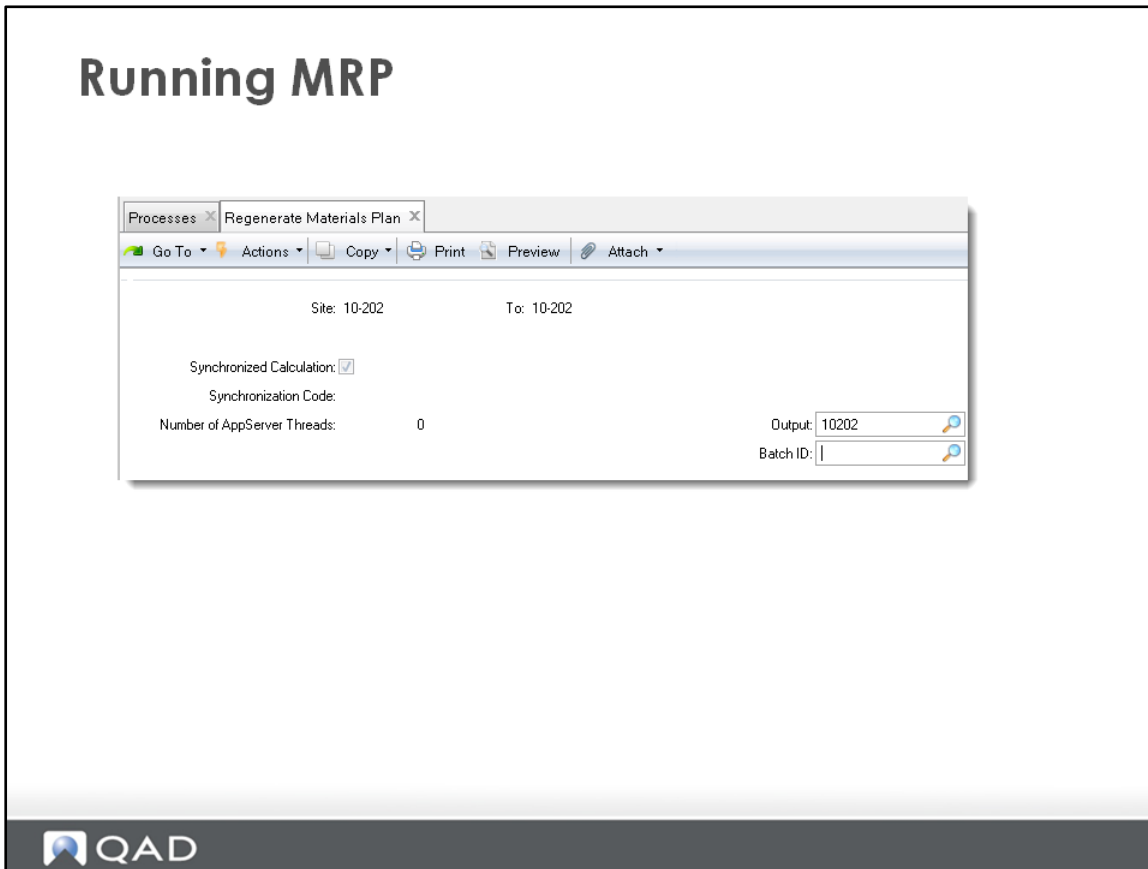 Running MRP
Processes Regenerate Materials Plan
Go To Actions Copy Print Preview Attach
Site: 10-202 To: 10-202
Synchronized Calculation:
Synchronization Code:
Number of AppServer Threads: 0 Output: 10202
Batch ID:
QAD